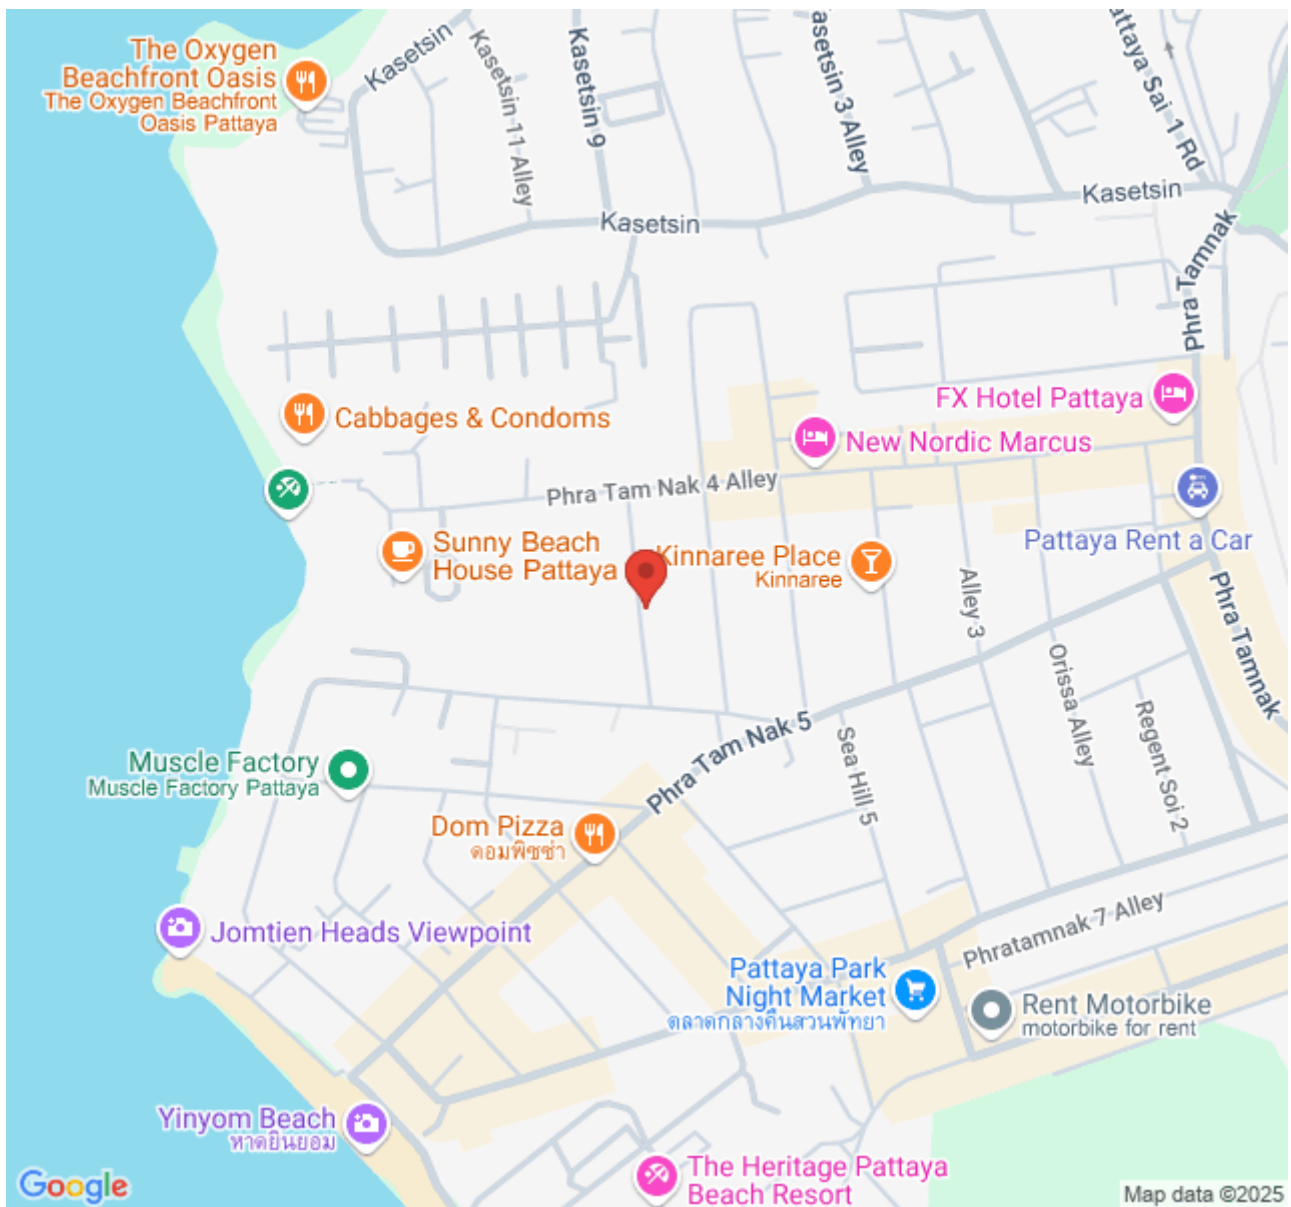 The Oxygen
Beachfront Oasis
The Oxygen Beachfront
Oasis Pattaya
Kasetsin
Kasetsin 11 Alley
Kasetsin 9
asetsin 3 Alley
attaya Sai 1 Rd
Kasetsin
Kasetsin
Phra Tamnak
Cabbages & Condoms
FX Hotel Pattaya
New Nordic Marcus
Phra Tam Nak 4 Alley
Sunny Beach
House Pattaya
Kinnaree Place
Kinnaree
Pattaya Rent a Car
Alley 3
Phra Tamnak
Orissa Alley
Regent Soi 2
Phra Tam Nak 5
Sea Hill 5
Muscle Factory
Muscle Factory Pattaya
Dom Pizza
ดอมพิซซ่า
Jomtien Heads Viewpoint
Phratamnak 7 Alley
Pattaya Park
Night Market
ตลาดกลางคืนสวนพัทยา
Rent Motorbike
motorbike for rent
Yinyom Beach
หาดยินยอม
The Heritage Pattaya
Beach Resort
Google
Map data ©2025